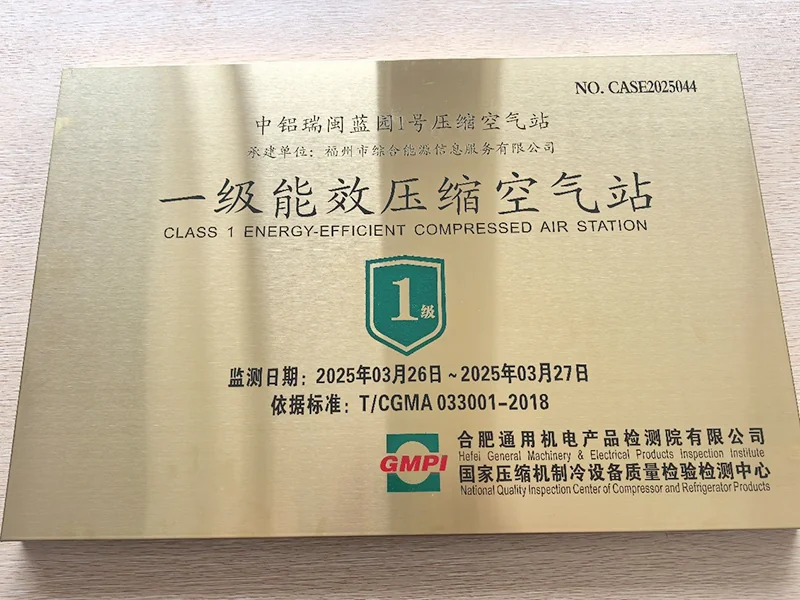 NO. CASE2025044
中铝瑞闽蓝园1号压缩空气站
承建单位：福州市综合能源信息服务有限公司
一级能效压缩空气站
CLASS 1 ENERGY-EFFICIENT COMPRESSED AIR STATION
1级
监测日期：2025年03月26日~2025年03月27日
依据标准：T/CGMA 033001-2018
GMPI
合肥通用机电产品检测院有限公司
Hefei General Machinery & Electrical Products Inspection Institute
国家压缩机制冷设备质量检验检测中心
National Quality Inspection Center of Compressor and Refrigerator Products